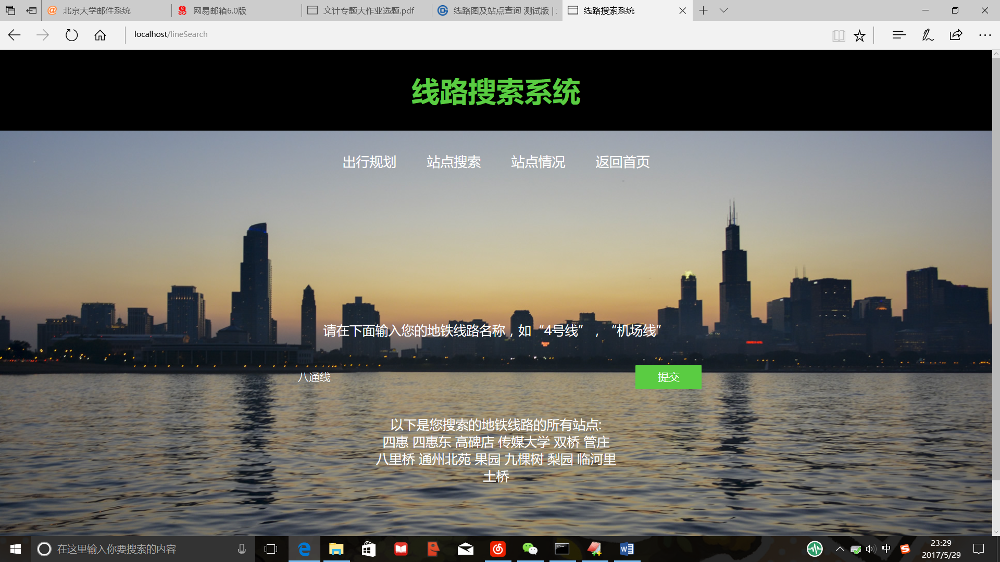 北京大学邮件系统
网易邮箱6.0版
文计专题大作业选题.pdf
线路图及站点查询 测试版 |
线路搜索系统
localhost/lineSearch
线路搜索系统
出行规划 站点搜索 站点情况 返回首页
请在下面输入您的地铁线路名称，如“4号线”，“机场线”
八通线
提交
以下是您搜索的地铁线路的所有站点:
四惠 四惠东 高碑店 传媒大学 双桥 管庄
八里桥 通州北苑 果园 九棵树 梨园 临河里
土桥
在这里输入你要搜索的内容
中
23:29
2017/5/29